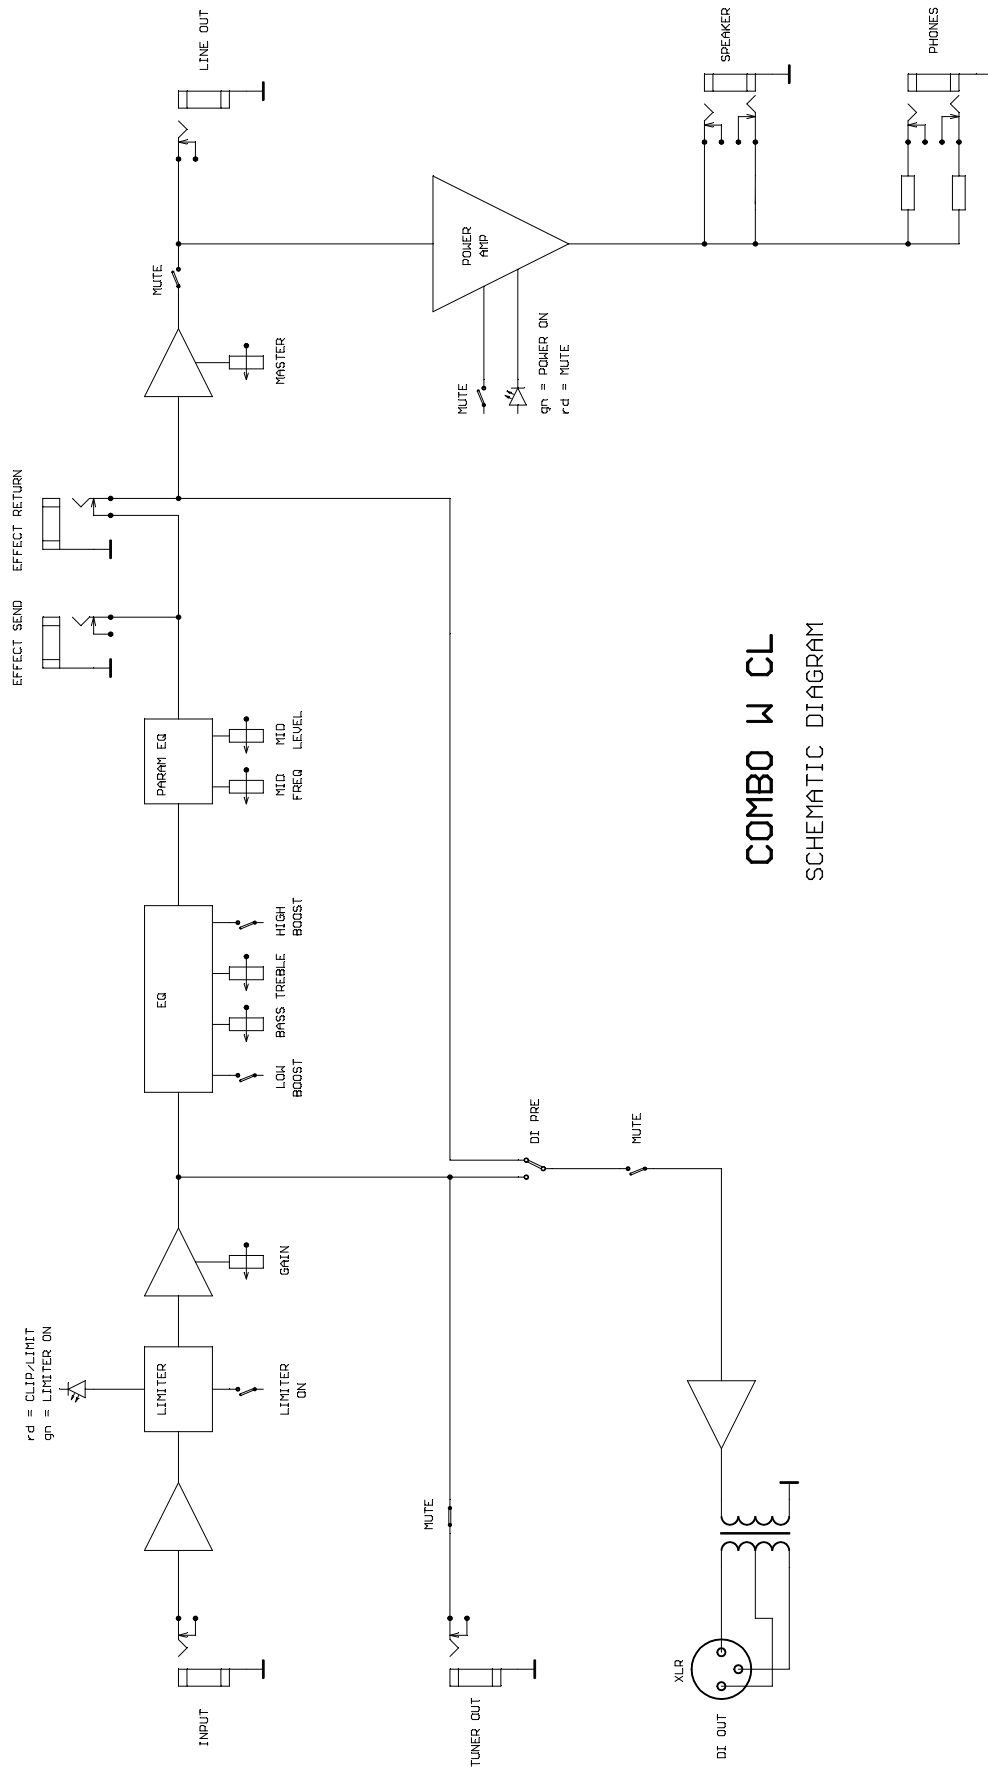 INPUT
rd = CLIP/LIMIT
gn = LIMITER ON
LIMITER
LIMITER
ON
GAIN
EQ
LOW
BOOST
BASS TREBLE
HIGH
BOOST
PARAM EQ
MID
FREQ
MID
LEVEL
EFFECT SEND
EFFECT RETURN
MASTER
MUTE
LINE OUT
TUNER OUT
MUTE
DI PRE
MUTE
MUTE
gn = POWER ON
rd = MUTE
POWER
AMP
DI OUT
XLR
SPEAKER
PHONES
COMBO W CL
SCHEMATIC DIAGRAM